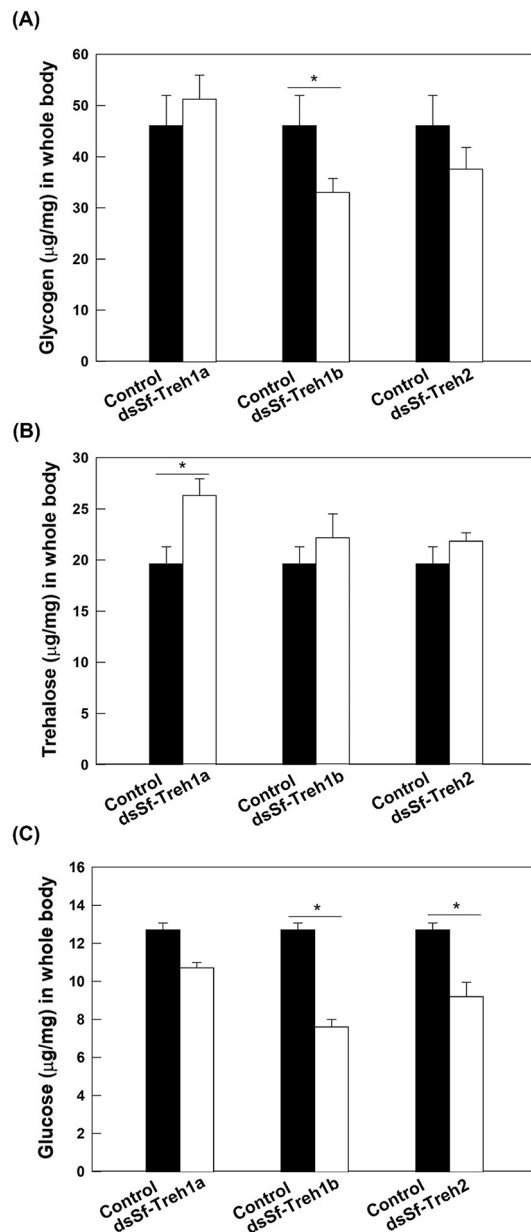 (A)
Glycogen (μg/mg) in whole body
60
50
40
30
20
10
0
*
Control
dsSf-Treh1a
Control
dsSf-Treh1b
Control
dsSf-Treh2
(B)
Trehalose (μg/mg) in whole body
30
25
20
15
10
5
0
*
Control
dsSf-Treh1a
Control
dsSf-Treh1b
Control
dsSf-Treh2
(C)
Glucose (μg/mg) in whole body
16
14
12
10
8
6
4
2
0
*
*
Control
dsSf-Treh1a
Control
dsSf-Treh1b
Control
dsSf-Treh2